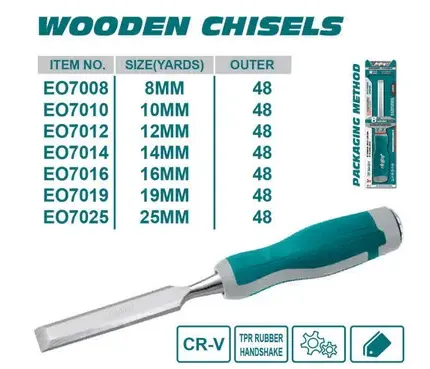 WOODEN CHISELS
ITEM NO. SIZE(YARDS) OUTER
EO7008 8MM 48
EO7010 10MM 48
EO7012 12MM 48
EO7014 14MM 48
EO7016 16MM 48
EO7019 19MM 48
EO7025 25MM 48
PACKAGING METHOD
CR-V
TPR RUBBER
HANDSHAKE